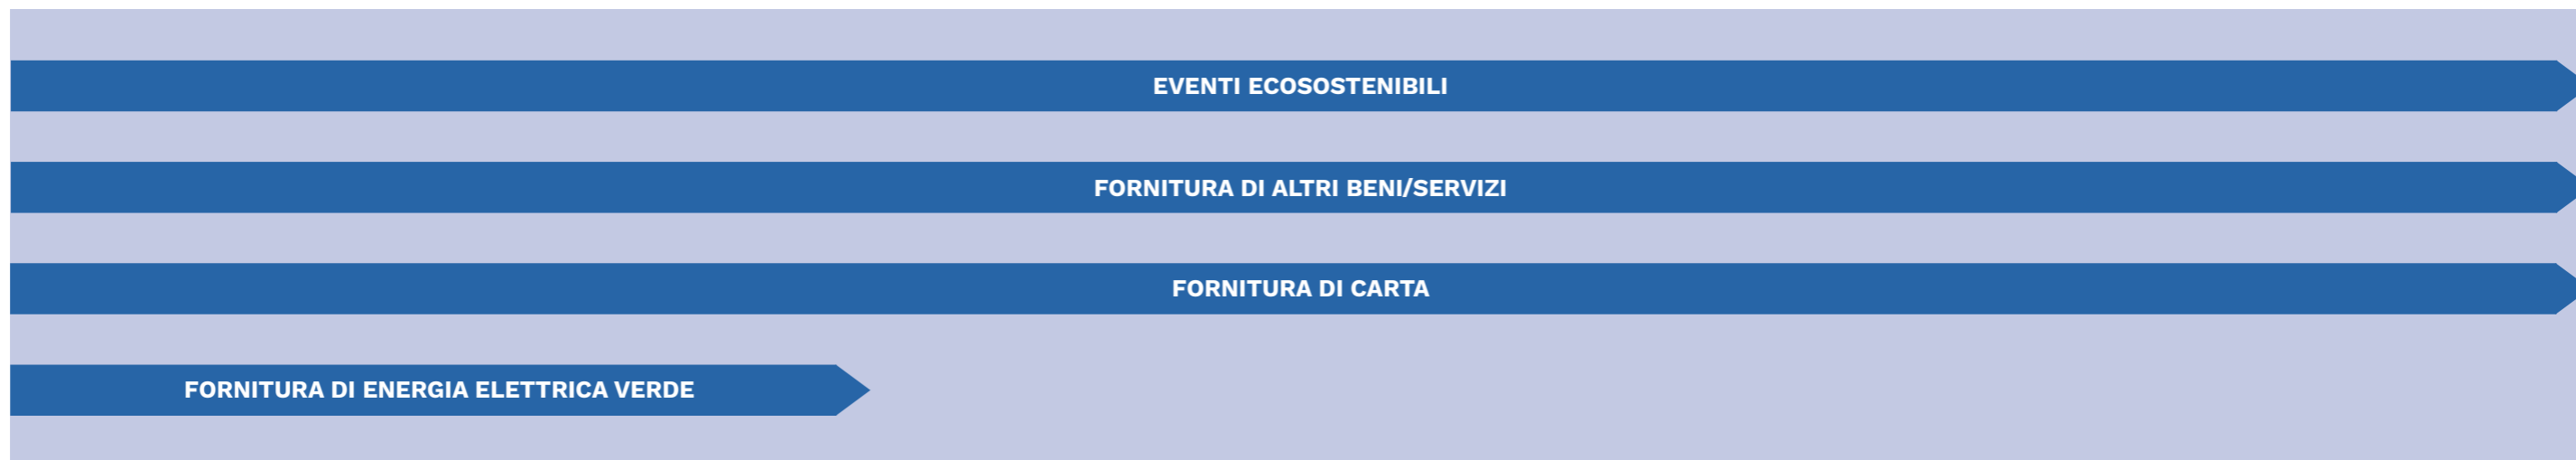 EVENTI ECOSOSTENIBILI
FORNITURA DI ALTRI BENI/SERVIZI
FORNITURA DI CARTA
FORNITURA DI ENERGIA ELETTRICA VERDE